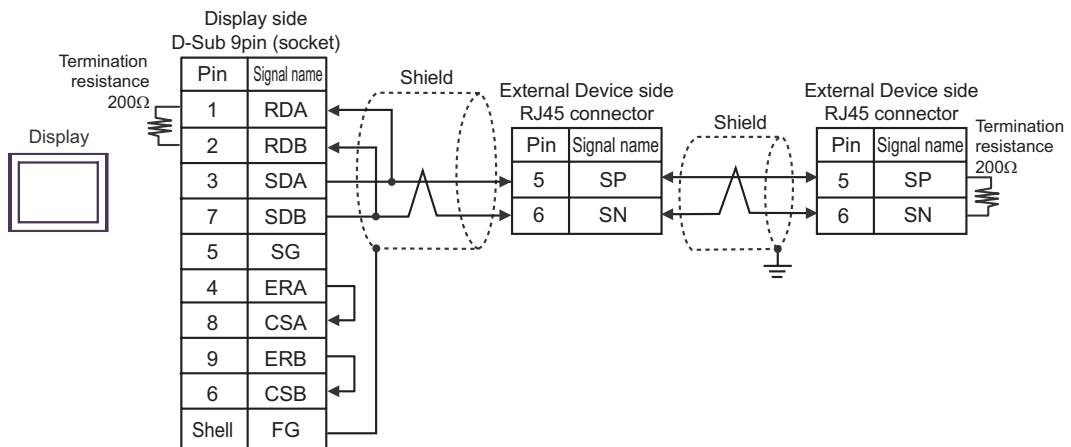 Display side
D-Sub 9pin (socket)
Termination
resistance
200Ω
Display
Pin Signal name
1 RDA
2 RDB
3 SDA
7 SDB
5 SG
4 ERA
8 CSA
9 ERB
6 CSB
Shell FG
Shield
External Device side
RJ45 connector
Pin Signal name
5 SP
6 SN
Shield
External Device side
RJ45 connector
Pin Signal name
5 SP
6 SN
Termination
resistance
200Ω